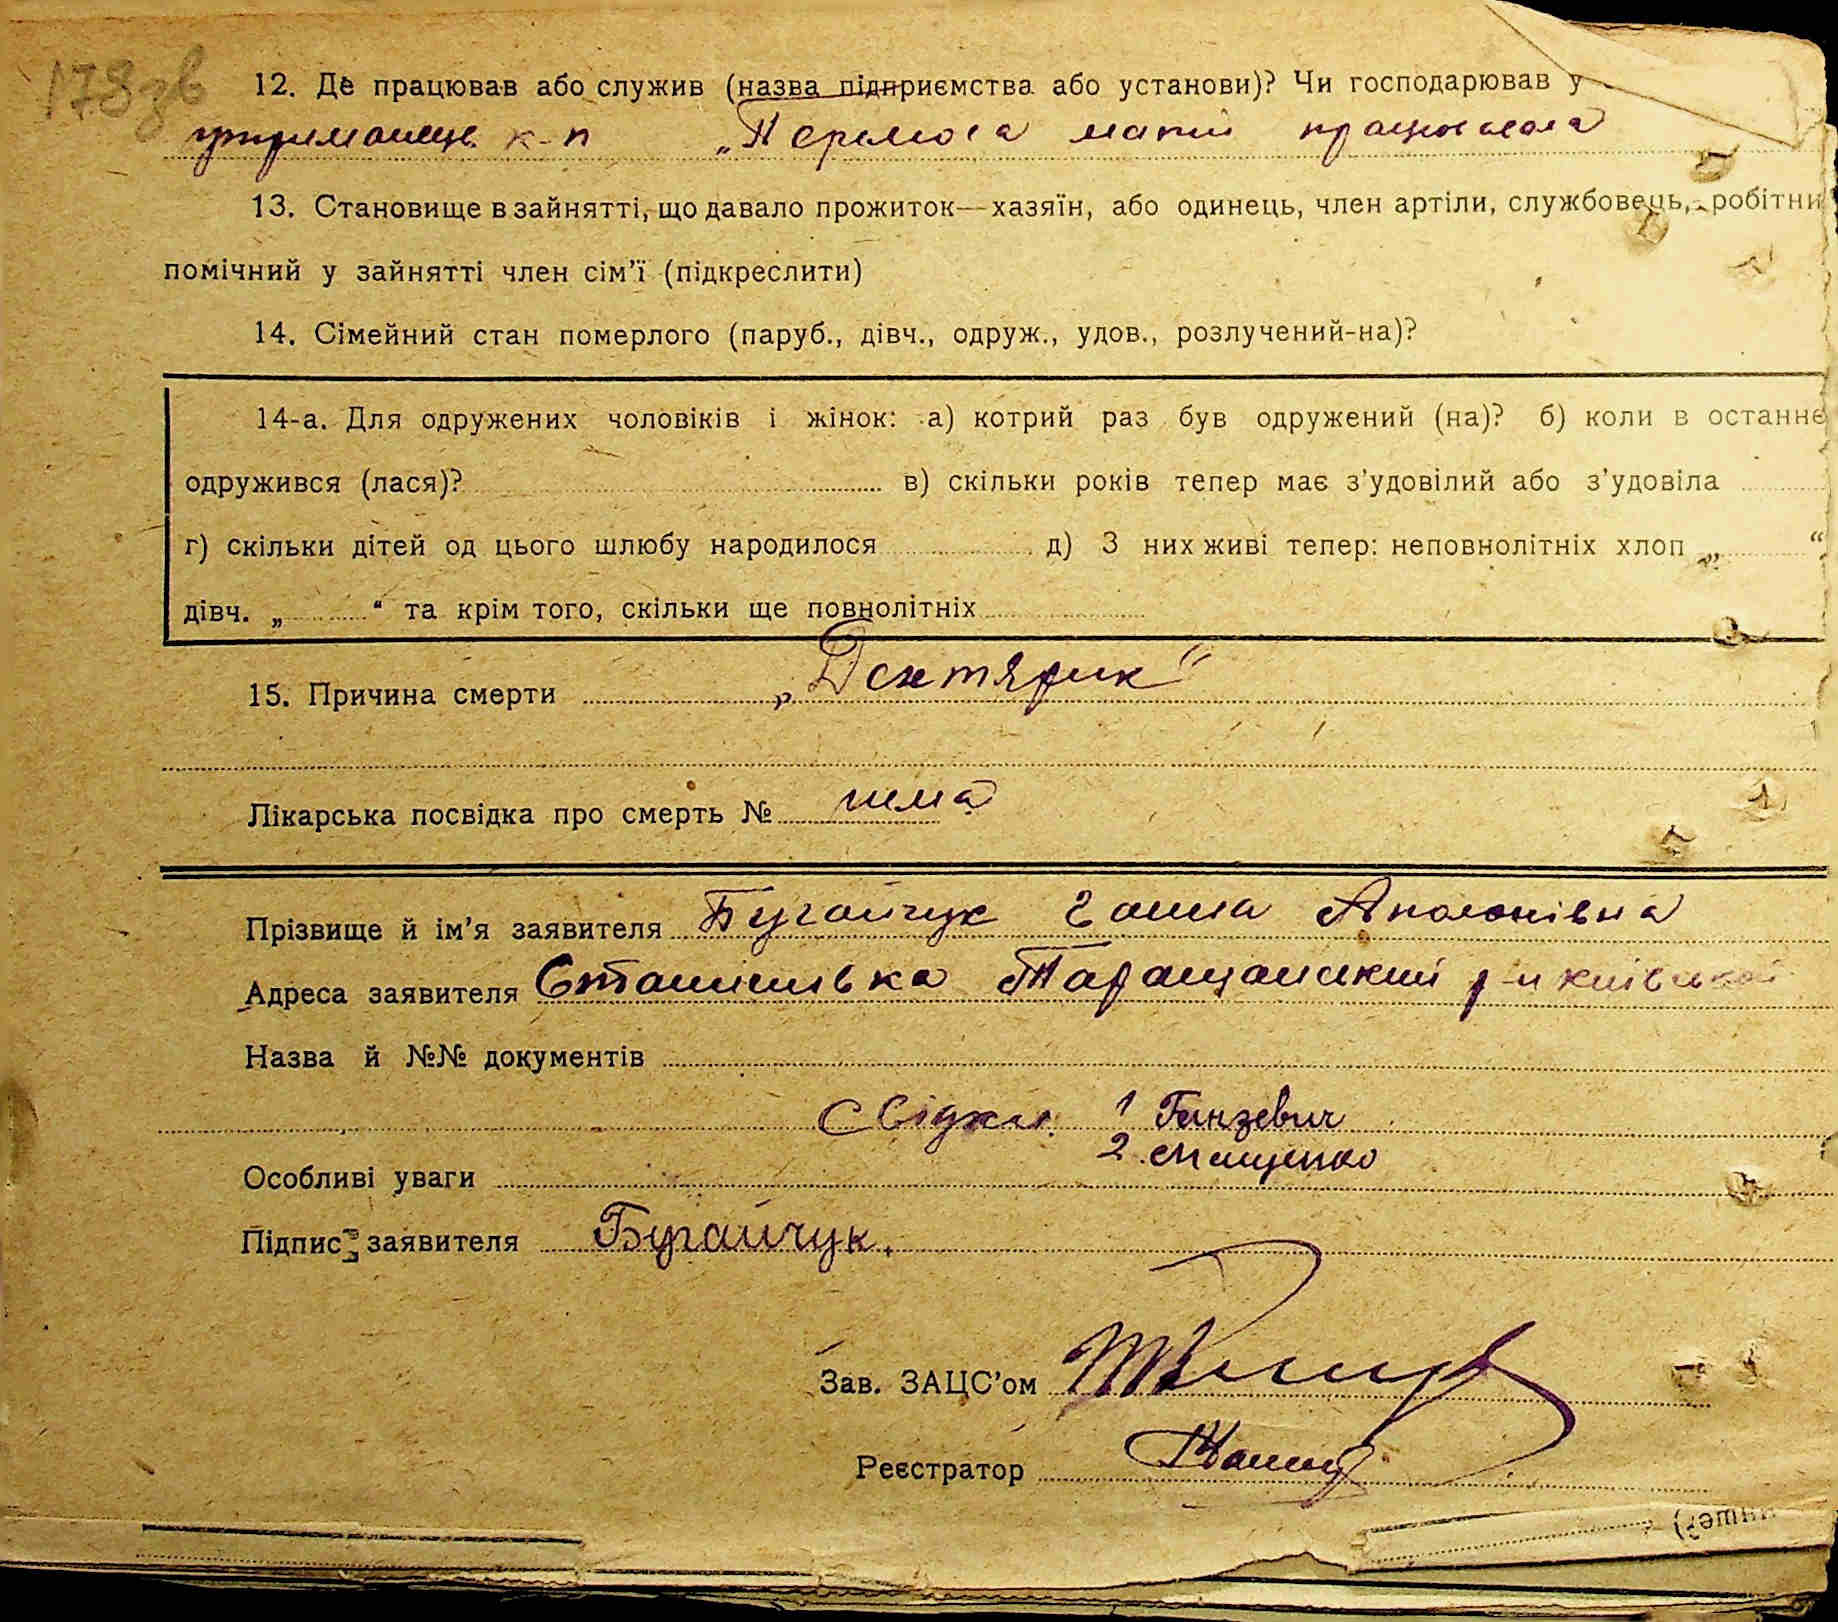 178зв
12. Де працював або служив (назва підприємства або установи)? Чи господарював у
утриманець к-п „Перемога мати працювала
13. Становище в зайнятті, що давало прожиток—хазяїн, або одинець, член артіли, службовець, робітни
помічний у зайнятті член сім'ї (підкреслити)
14. Сімейний стан померлого (паруб., дівч., одруж., удов., розлучений-на)?
14-а. Для одружених чоловіків і жінок: а) котрий раз був одружений (на)? б) коли в останнє
одружився (лася)? в) скільки років тепер має з'удовілий або з'удовіла
г) скільки дітей од цього шлюбу народилося д) З них живі тепер: неповнолітніх хлоп „ “
дівч. „ “ та крім того, скільки ще повнолітніх
15. Причина смерти „Дехтярик“
Лікарська посвідка про смерть № нема
Прізвище й ім'я заявителя Бугайчук Ганна Аполонівна
Адреса заявителя Станишівка Таращанський р-н київської
Назва й №№ документів
Свідки: 1 Ганзевич
2. Мащенко
Особливі уваги
Підпис заявителя Бугайчук.
Зав. ЗАЦС'ом
Реєстратор